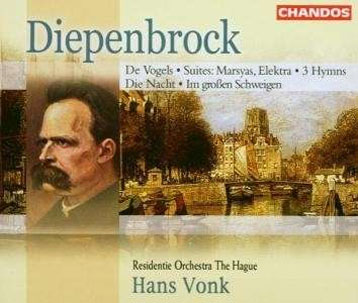 CHANDOS
Diepenbrock
De Vogels • Suites: Marsyas, Elektra • 3 Hymns
Die Nacht • Im großen Schweigen
Residentie Orchestra The Hague
Hans Vonk